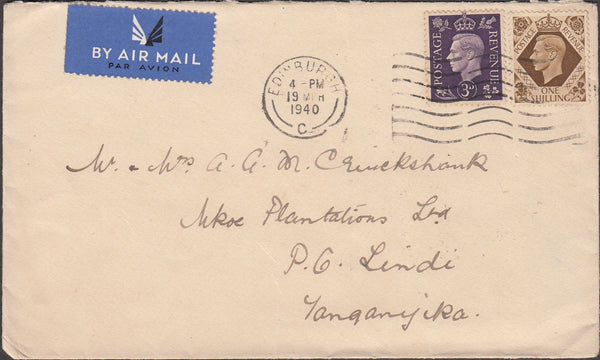 BY AIR MAIL
PAR AVION
EDINBURGH
4 - PM
19 MCH
1940
C
POSTAGE REVENUE
3D
POSTAGE REVENUE
ONE SHILLING
Mr. & Mrs A. A. M. Cruickshank
Mkoe Plantations Ltd
P.O. Lindi
Tanganyika.